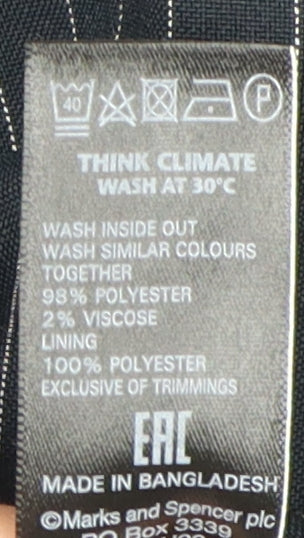 40
P
THINK CLIMATE
WASH AT 30°C
WASH INSIDE OUT
WASH SIMILAR COLOURS
TOGETHER
98% POLYESTER
2% VISCOSE
LINING
100% POLYESTER
EXCLUSIVE OF TRIMMINGS
EAC
MADE IN BANGLADESH
©Marks and Spencer plc
PO Box 3339